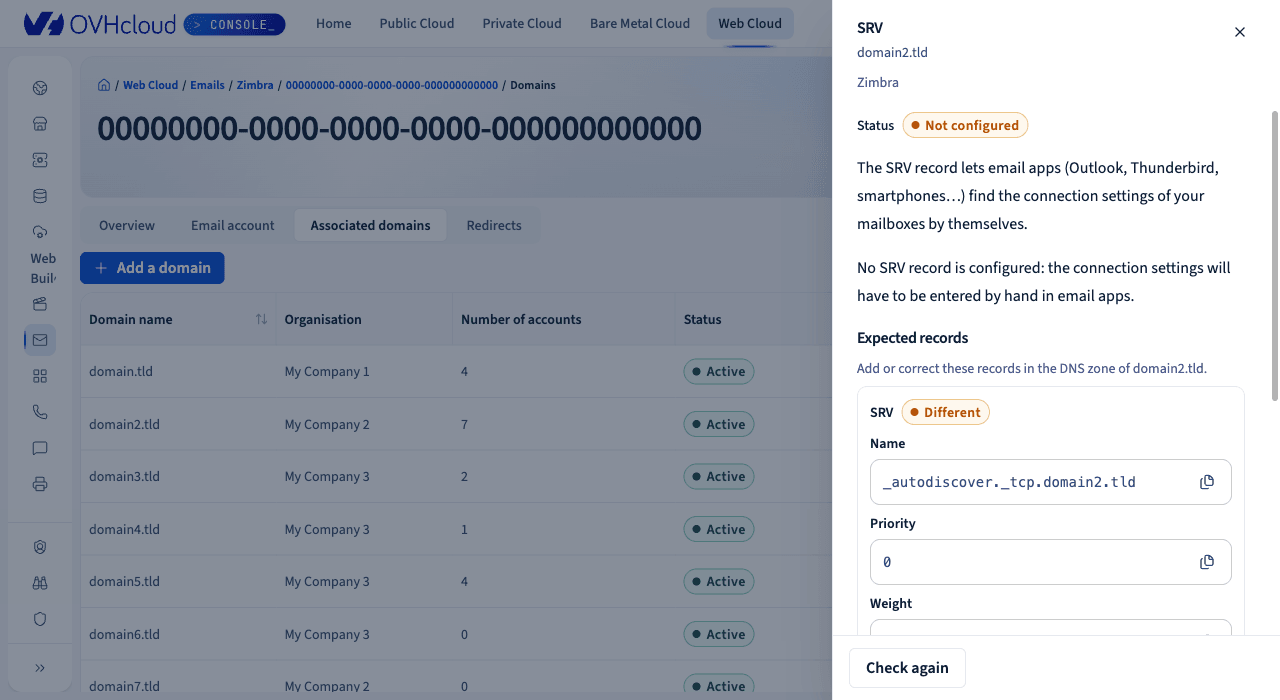 OVHcloud > CONSOLE_
Home Public Cloud Private Cloud Bare Metal Cloud Web Cloud
/ Web Cloud / Emails / Zimbra / 00000000-0000-0000-0000-000000000000 / Domains
00000000-0000-0000-0000-000000000000
Overview Email account Associated domains Redirects
Web
+ Add a domain
Domain name Organisation Number of accounts Status
domain.tld My Company 1 4 Active
domain2.tld My Company 2 7 Active
domain3.tld My Company 3 2 Active
domain4.tld My Company 3 1 Active
domain5.tld My Company 3 4 Active
domain6.tld My Company 3 0 Active
domain7.tld My Company 2 0 Active
SRV
domain2.tld
Zimbra
Status Not configured
The SRV record lets email apps (Outlook, Thunderbird,
smartphones…) find the connection settings of your
mailboxes by themselves.
No SRV record is configured: the connection settings will
have to be entered by hand in email apps.
Expected records
Add or correct these records in the DNS zone of domain2.tld.
SRV Different
Name
_autodiscover._tcp.domain2.tld
Priority
0
Weight
Check again